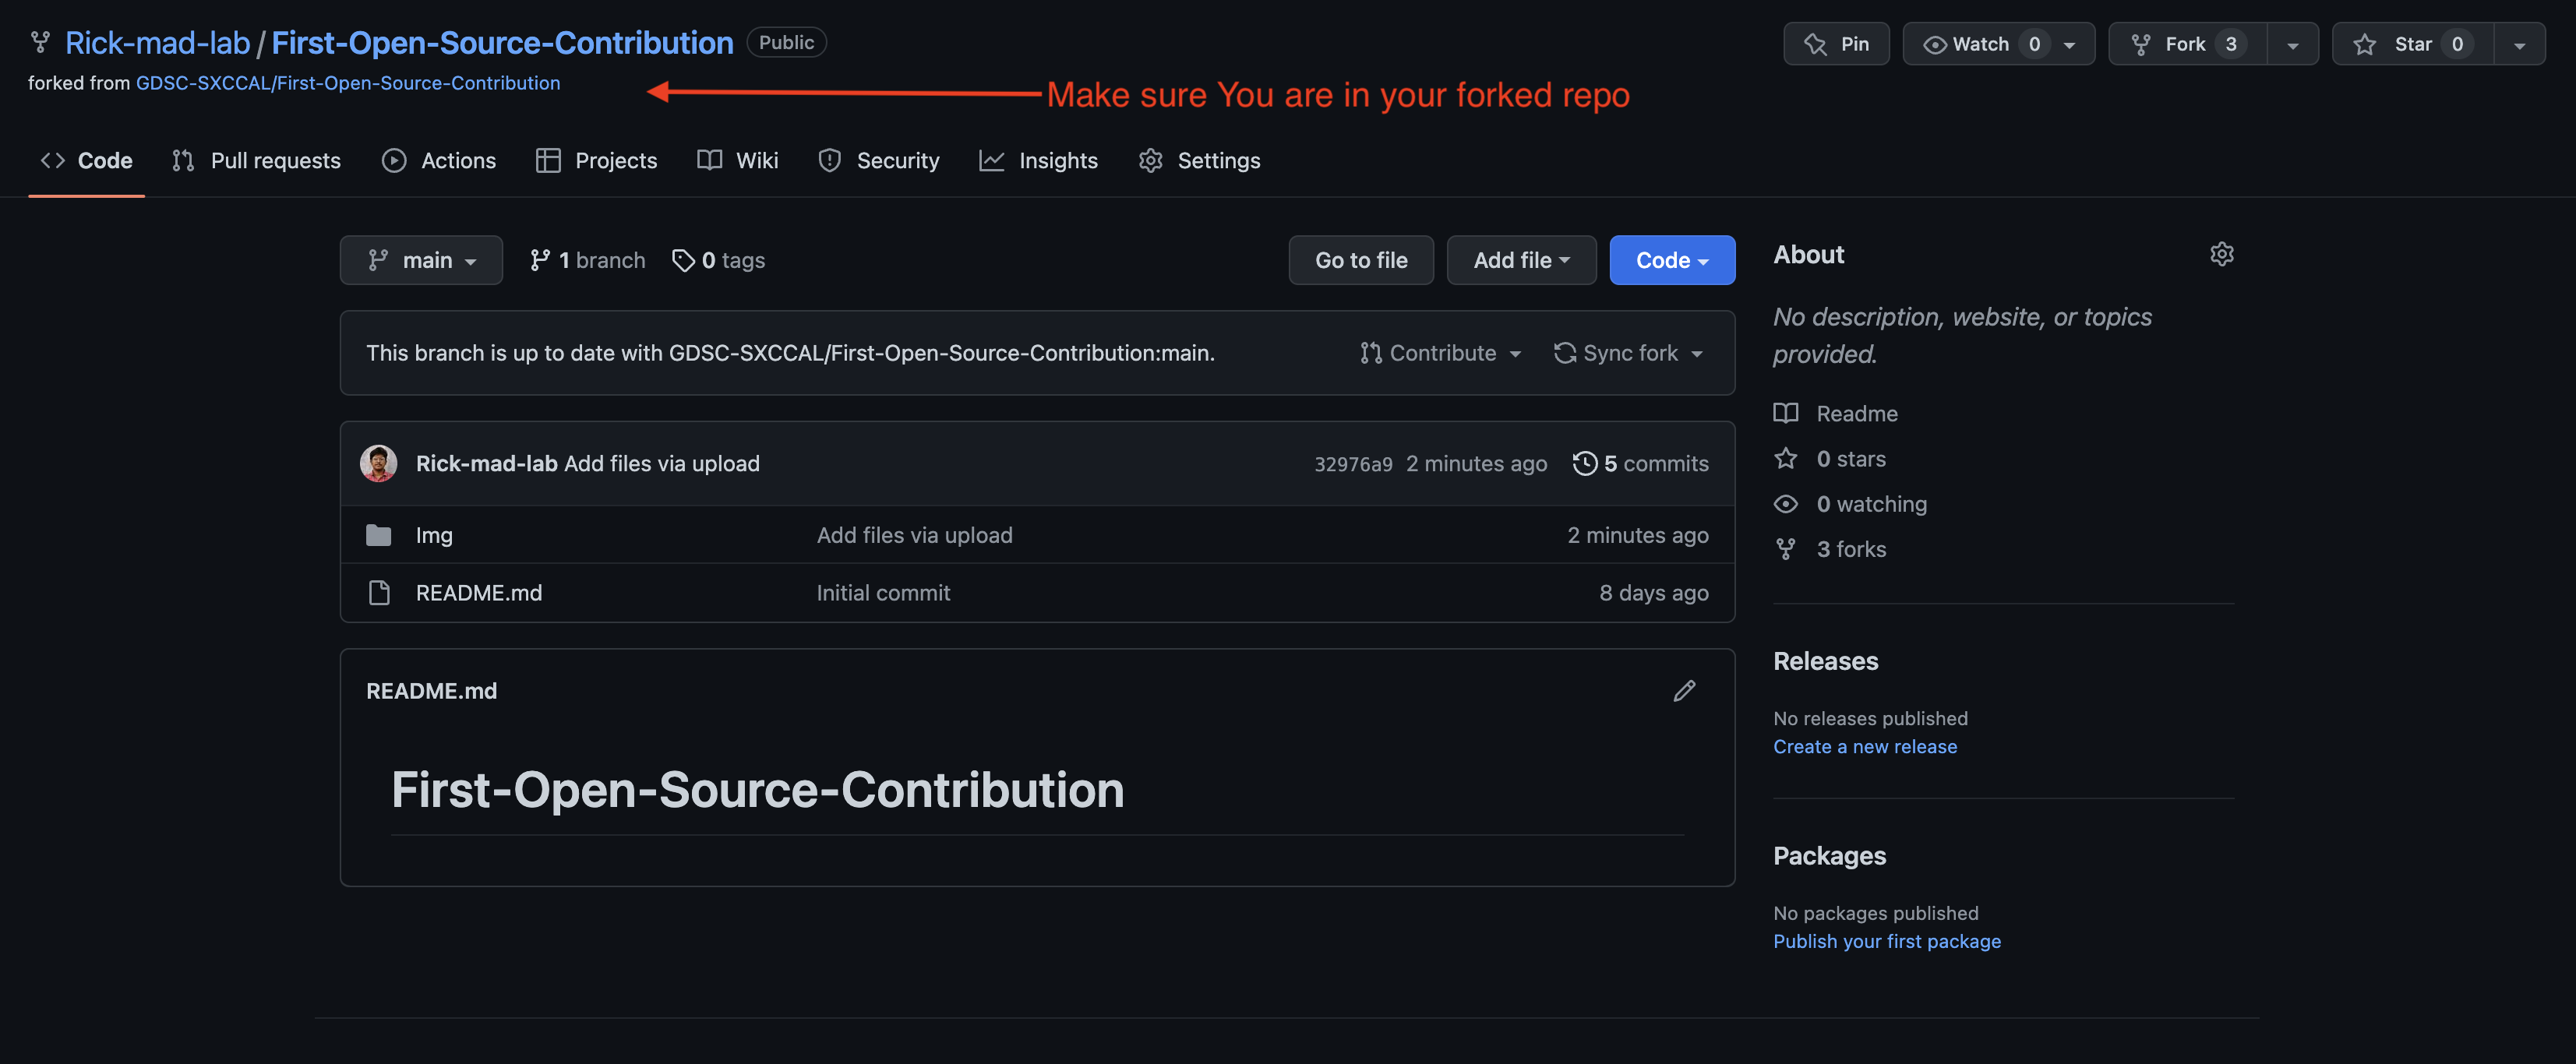 Rick-mad-lab / First-Open-Source-Contribution Public
Pin Watch 0 Fork 3 Star 0
forked from GDSC-SXCCAL/First-Open-Source-Contribution
Make sure You are in your forked repo
Code Pull requests Actions Projects Wiki Security Insights Settings
main 1 branch 0 tags Go to file Add file Code
This branch is up to date with GDSC-SXCCAL/First-Open-Source-Contribution:main. Contribute Sync fork
Rick-mad-lab Add files via upload 32976a9 2 minutes ago 5 commits
Img Add files via upload 2 minutes ago
README.md Initial commit 8 days ago
README.md
First-Open-Source-Contribution
About
No description, website, or topics
provided.
Readme
0 stars
0 watching
3 forks
Releases
No releases published
Create a new release
Packages
No packages published
Publish your first package